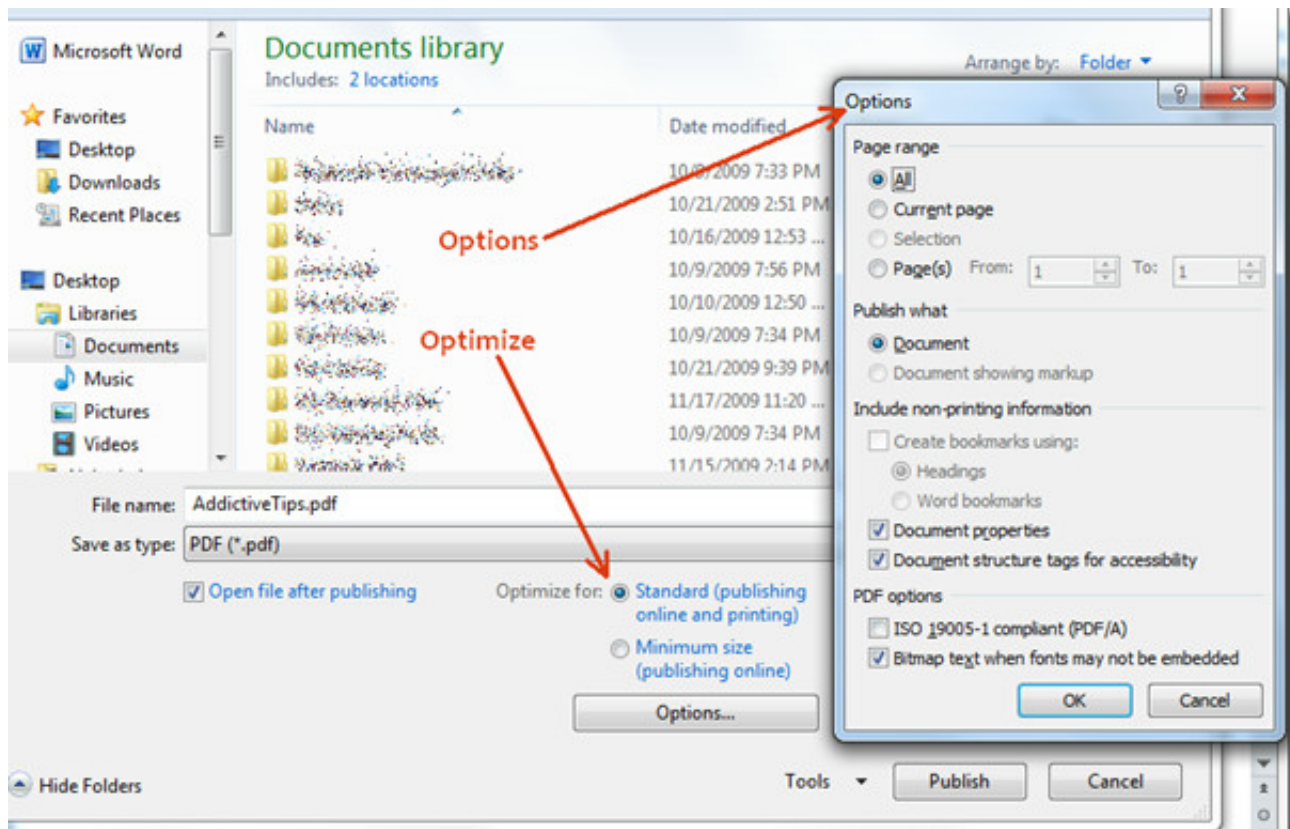 Microsoft Word
Favorites
Desktop
Downloads
Recent Places
Desktop
Libraries
Documents
Music
Pictures
Videos
Documents library
Includes: 2 locations
Arrange by: Folder
Name
Date modified
10/8/2009 7:33 PM
10/21/2009 2:51 PM
10/16/2009 12:53 ...
10/9/2009 7:56 PM
10/10/2009 12:50 ...
10/9/2009 7:34 PM
10/21/2009 9:39 PM
11/17/2009 11:20 ...
10/9/2009 7:34 PM
11/15/2009 2:14 PM
Options
Optimize
File name: AddictiveTips.pdf
Save as type: PDF (*.pdf)
Open file after publishing
Optimize for: Standard (publishing
online and printing)
Minimum size
(publishing online)
Options...
Hide Folders
Tools
Publish
Cancel
Options
Page range
All
Current page
Selection
Page(s) From: 1 To: 1
Publish what
Document
Document showing markup
Include non-printing information
Create bookmarks using:
Headings
Word bookmarks
Document properties
Document structure tags for accessibility
PDF options
ISO 19005-1 compliant (PDF/A)
Bitmap text when fonts may not be embedded
OK
Cancel